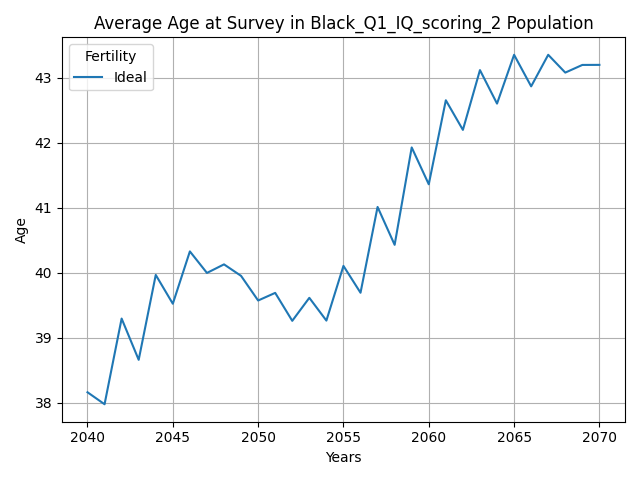 Average Age at Survey in Black_Q1_IQ_scoring_2 Population
Fertility
Ideal
43
42
41
40
39
38
Age
2040 2045 2050 2055 2060 2065 2070
Years